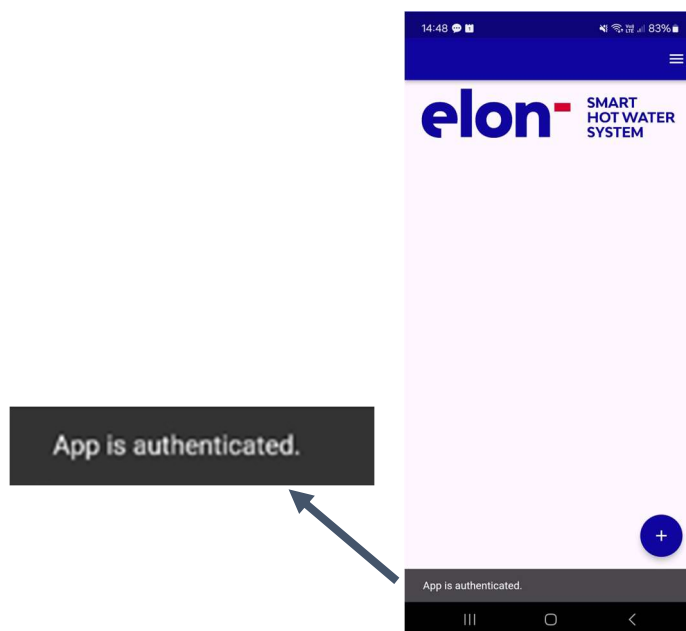 14:48
83%
elon
SMART
HOT WATER
SYSTEM
App is authenticated.
+
App is authenticated.